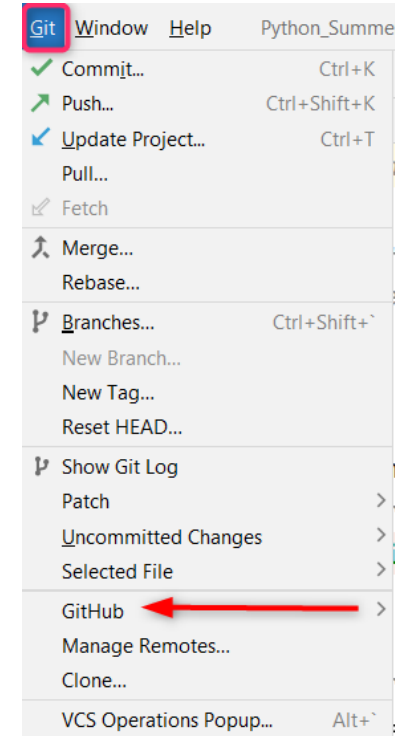 Git Window Help Python_Summe
Commit... Ctrl+K
Push... Ctrl+Shift+K
Update Project... Ctrl+T
Pull...
Fetch
Merge...
Rebase...
Branches... Ctrl+Shift+`
New Branch...
New Tag...
Reset HEAD...
Show Git Log
Patch
Uncommitted Changes
Selected File
GitHub
Manage Remotes...
Clone...
VCS Operations Popup... Alt+`